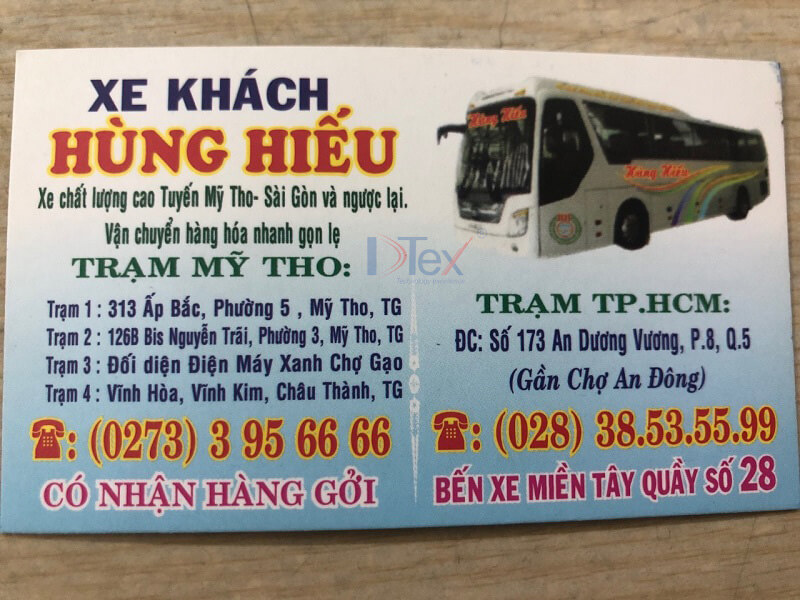 XE KHÁCH
HÙNG HIẾU
Xe chất lượng cao Tuyến Mỹ Tho- Sài Gòn và ngược lại.
Vận chuyển hàng hóa nhanh gọn lẹ
TRẠM MỸ THO:
Trạm 1 : 313 Ấp Bắc, Phường 5 , Mỹ Tho, TG
Trạm 2 : 126B Bis Nguyễn Trãi, Phường 3, Mỹ Tho, TG
Trạm 3 : Đối diện Điện Máy Xanh Chợ Gạo
Trạm 4 : Vĩnh Hòa, Vĩnh Kim, Châu Thành, TG
☎: (0273) 3 95 66 66
CÓ NHẬN HÀNG GỞI
Hùng Hiếu
Hùng Hiếu
DTex
TRẠM TP.HCM:
ĐC: Số 173 An Dương Vương, P.8, Q.5
(Gần Chợ An Đông)
☎: (028) 38.53.55.99
BẾN XE MIỀN TÂY QUẦY SỐ 28